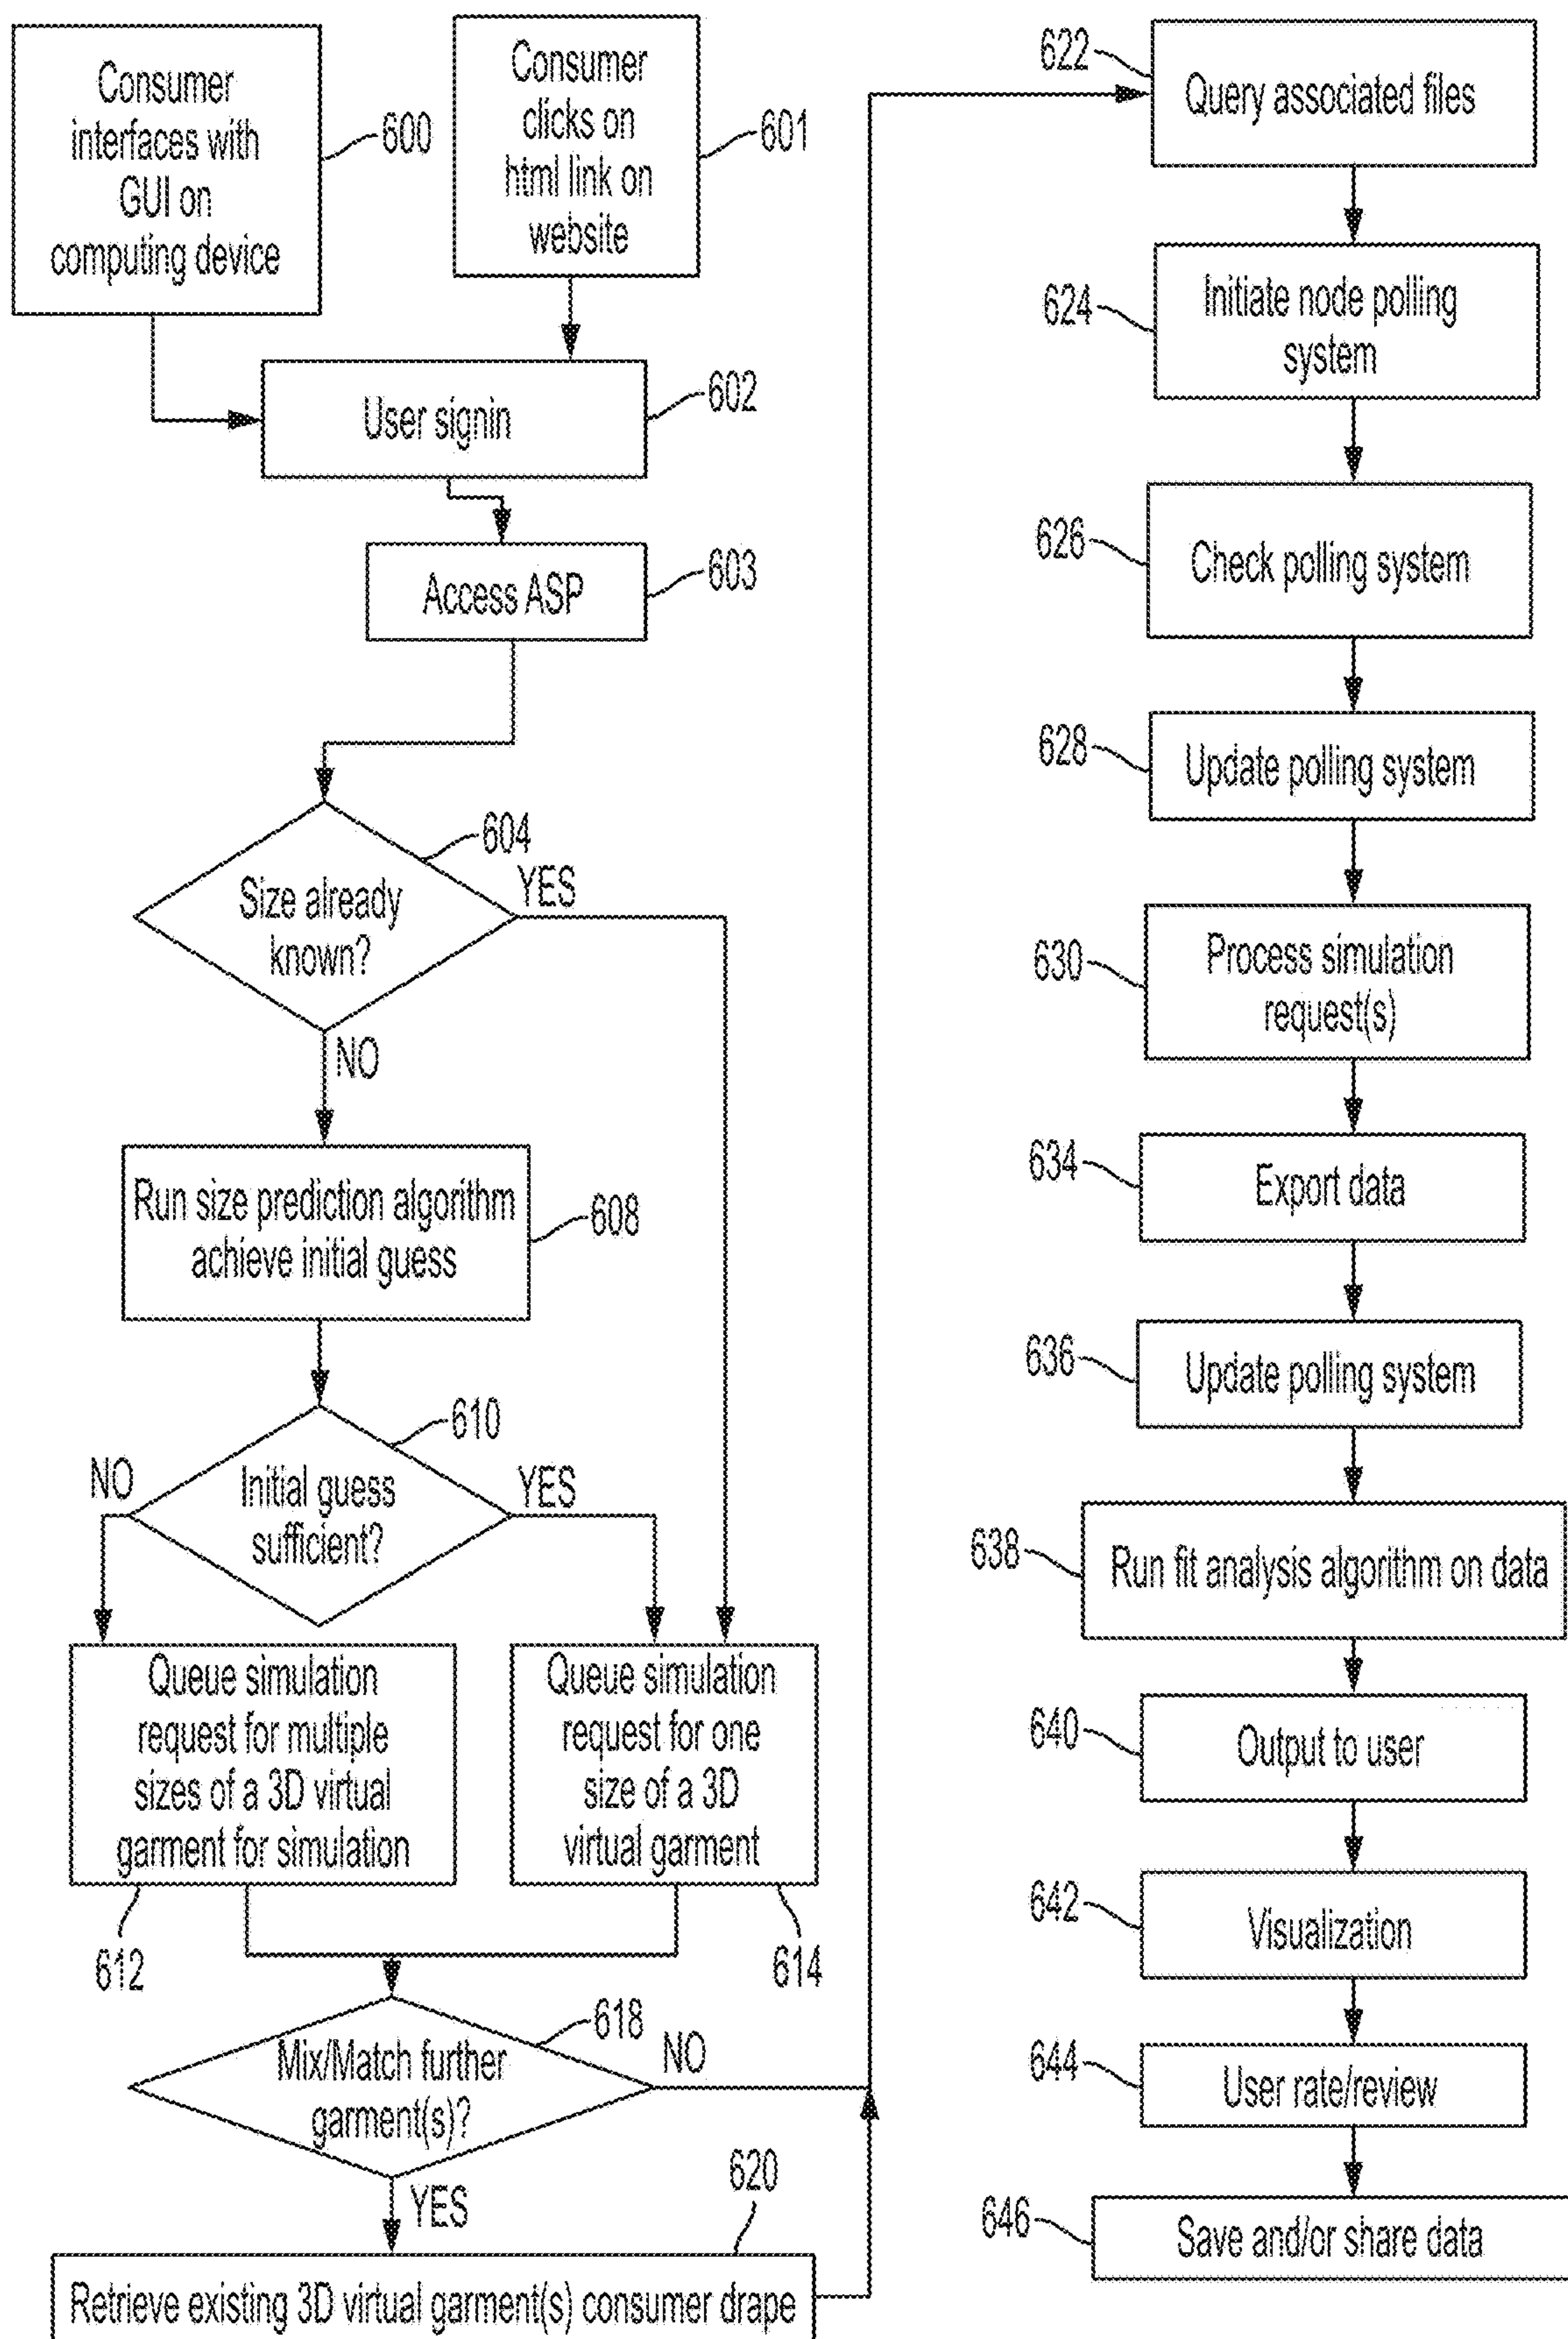 Consumer
interfaces with
GUI on
computing device
600
Consumer
clicks on
html link on
website
601
User signin
602
Access ASP
603
604
Size already
known?
YES
NO
Run size prediction algorithm
achieve initial guess
608
610
Initial guess
sufficient?
NO
YES
Queue simulation
request for multiple
sizes of a 3D virtual
garment for simulation
612
Queue simulation
request for one
size of a 3D
virtual garment
614
618
Mix/Match further
garment(s)?
NO
YES
620
Retrieve existing 3D virtual garment(s) consumer drape
622
Query associated files
624
Initiate node polling
system
626
Check polling system
628
Update polling system
630
Process simulation
request(s)
634
Export data
636
Update polling system
638
Run fit analysis algorithm on data
640
Output to user
642
Visualization
644
User rate/review
646
Save and/or share data